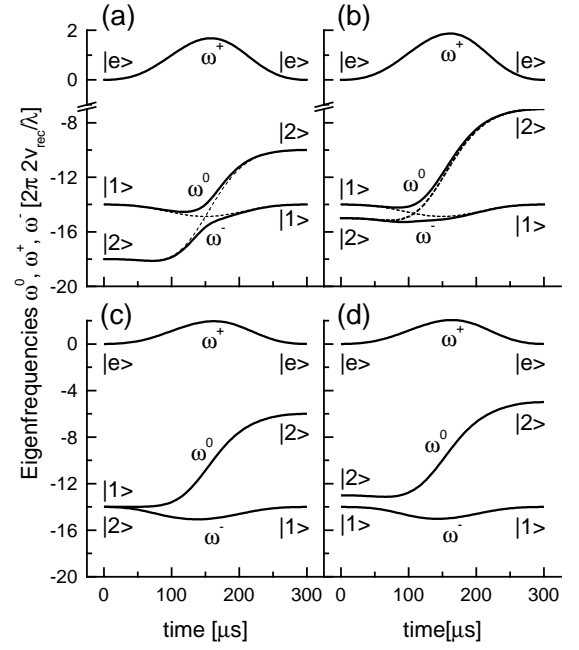 (a) (b)
2
0
-8
-12
-16
-20
|e> ω⁺ |e>
|2>
|1> ω⁰
|2> ω⁻ |1>
|e> ω⁺ |e>
|2>
|1> ω⁰
|2> ω⁻ |1>
Eigenfrequencies ω⁰, ω⁺, ω⁻ [2π 2v_rec/λ]
(c) (d)
0
-4
-8
-12
-16
-20
ω⁺
|e> |e>
ω⁰ |2>
|1>
|2> ω⁻ |1>
ω⁺
|e> |e>
ω⁰ |2>
|2>
|1> ω⁻ |1>
0 100 200 300 0 100 200 300
time [μs] time[μs]